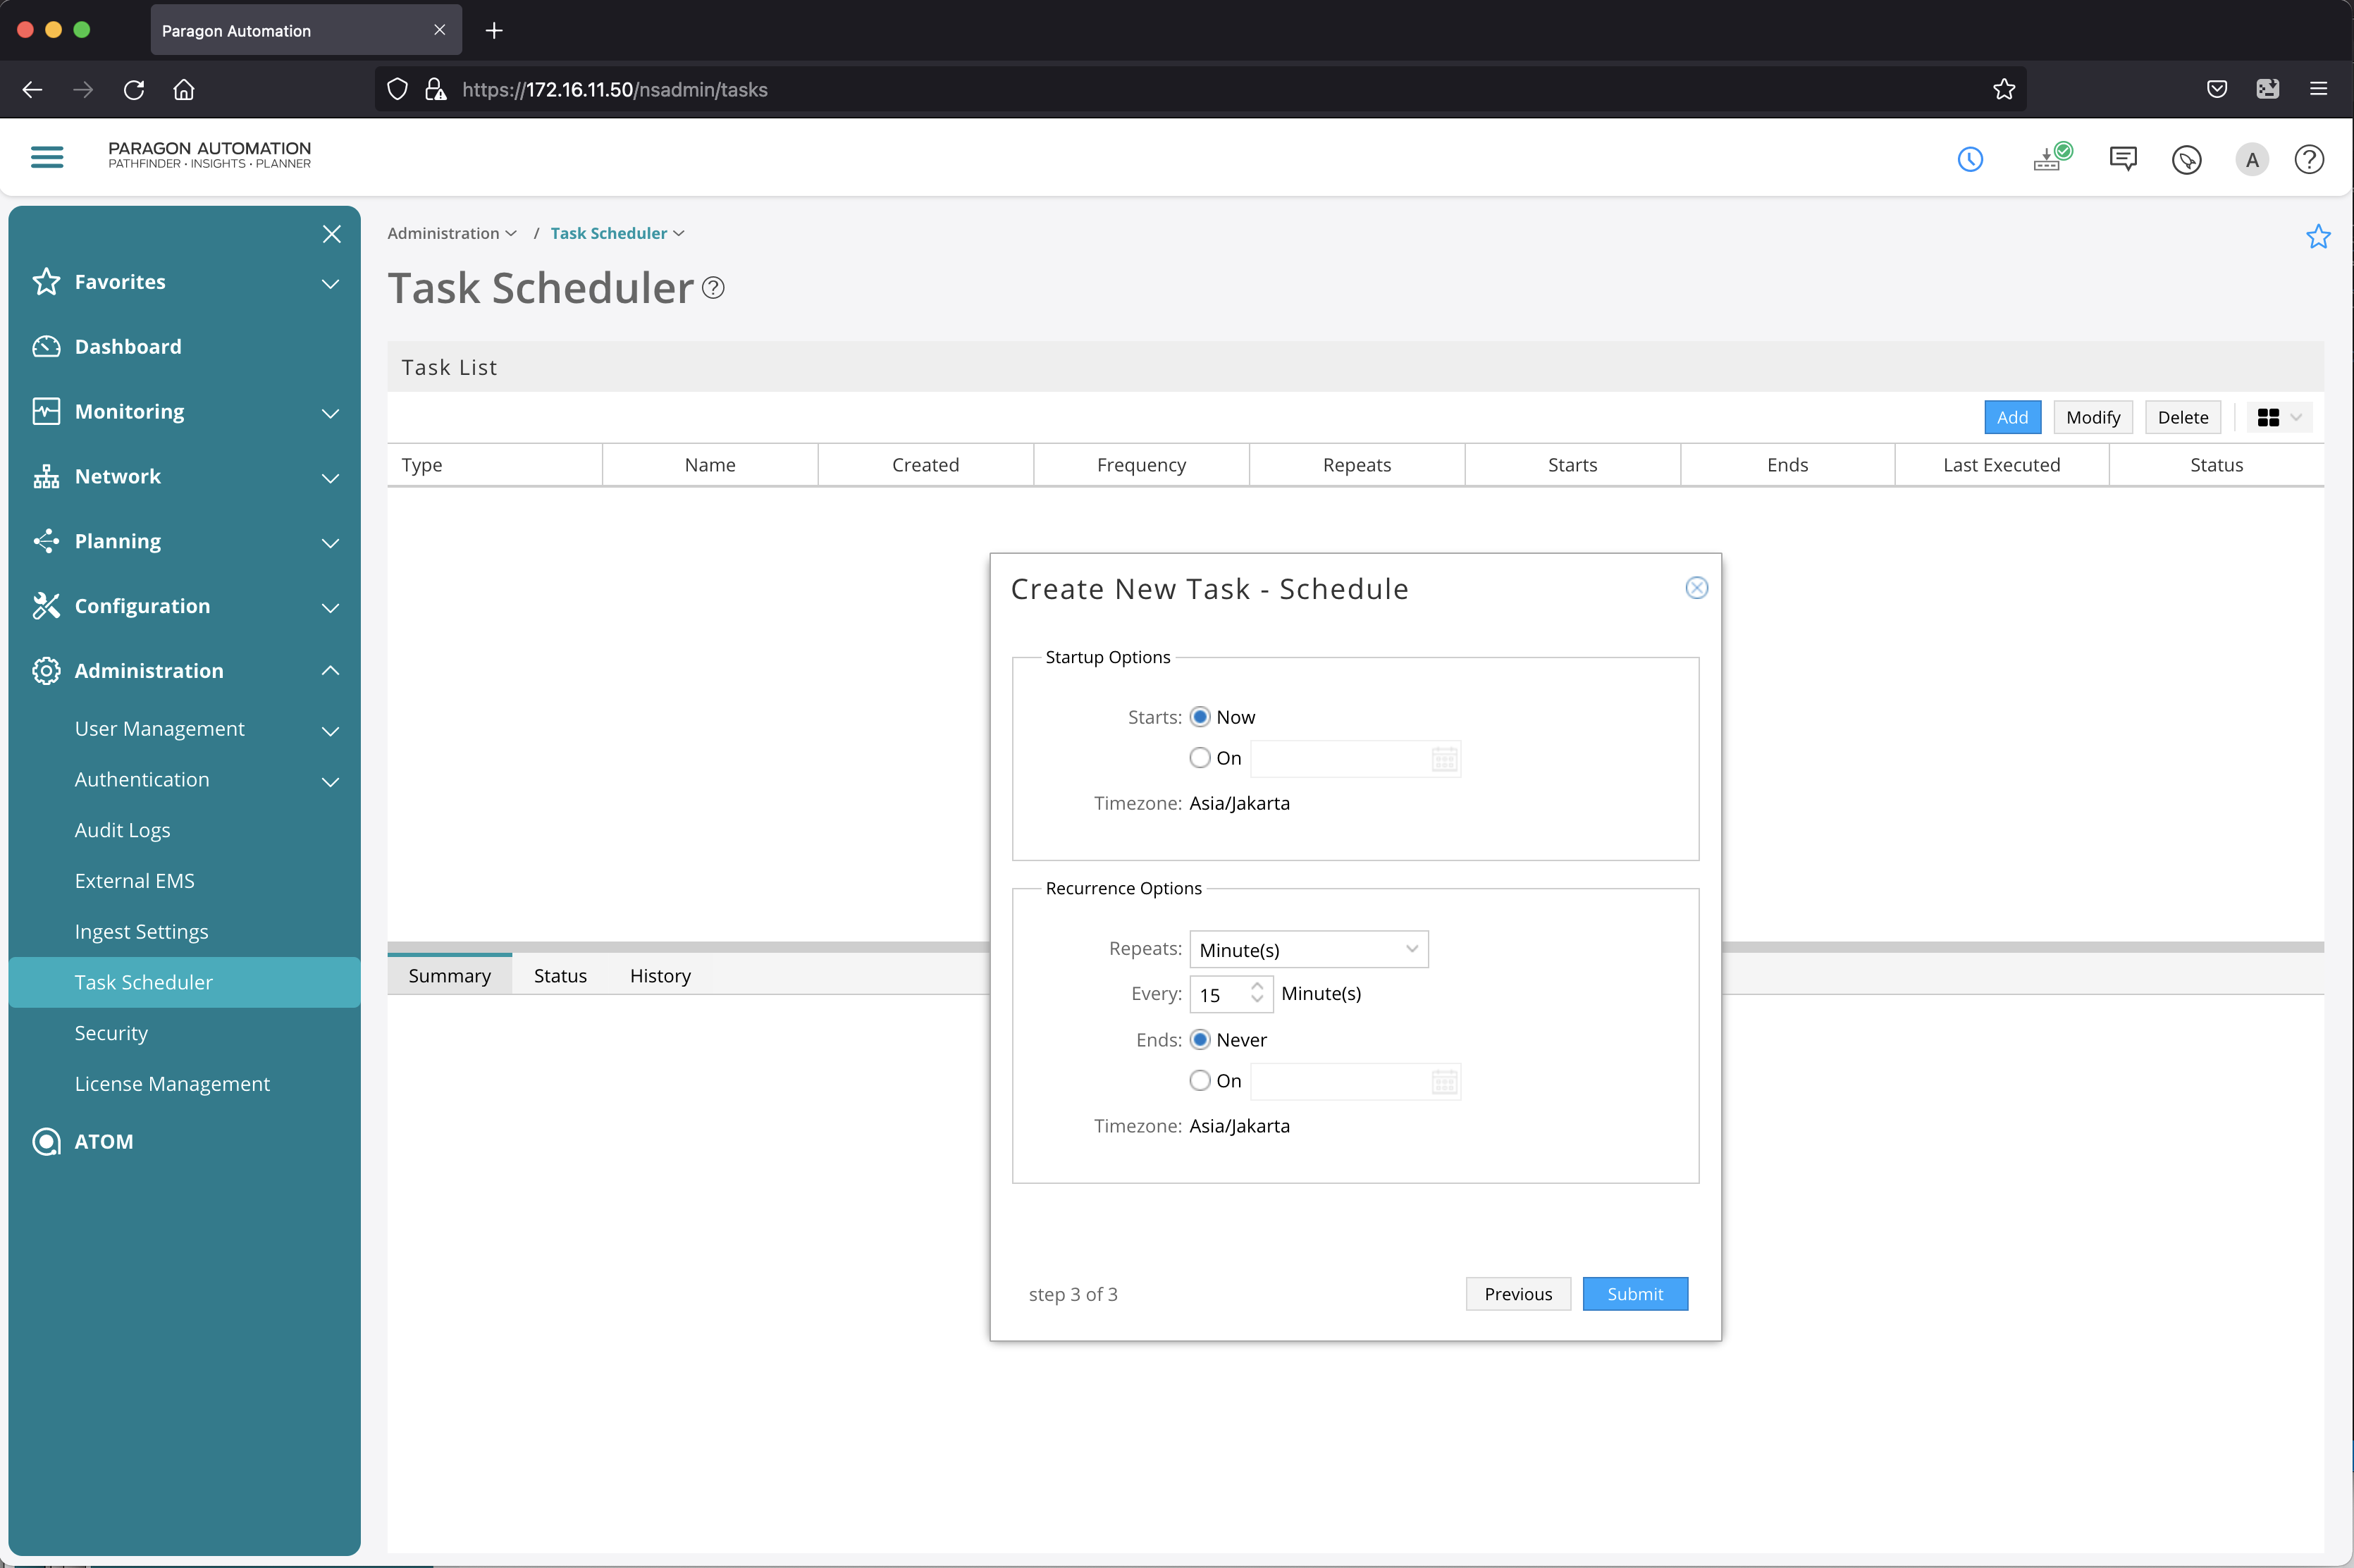 Paragon Automation
https://172.16.11.50/nsadmin/tasks
PARAGON AUTOMATION
PATHFINDER · INSIGHTS · PLANNER
A
?
Favorites
Dashboard
Monitoring
Network
Planning
Configuration
Administration
User Management
Authentication
Audit Logs
External EMS
Ingest Settings
Task Scheduler
Security
License Management
ATOM
Administration / Task Scheduler
Task Scheduler ?
Task List
Add Modify Delete
Type Name Created Frequency Repeats Starts Ends Last Executed Status
Summary Status History
Create New Task - Schedule
Startup Options
Starts: Now
On
Timezone: Asia/Jakarta
Recurrence Options
Repeats: Minute(s)
Every: 15 Minute(s)
Ends: Never
On
Timezone: Asia/Jakarta
step 3 of 3 Previous Submit